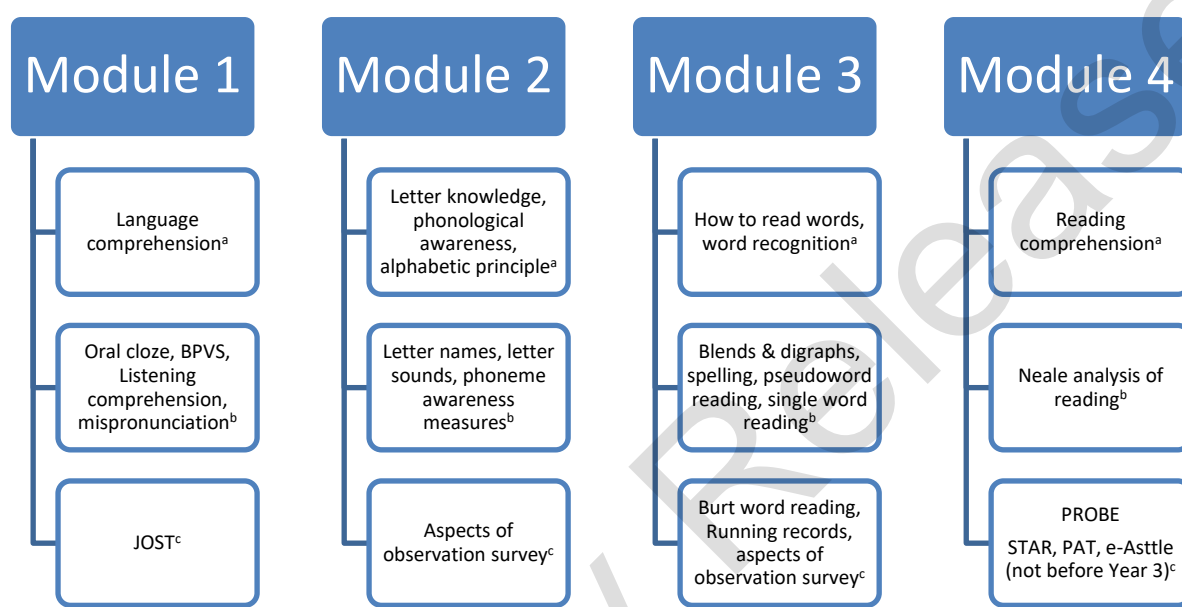 Module 1
Language
comprehensionᵃ
Oral cloze, BPVS,
Listening
comprehension,
mispronunciationᵇ
JOSTᶜ
Module 2
Letter knowledge,
phonological
awareness,
alphabetic principleᵃ
Letter names, letter
sounds, phoneme
awareness
measuresᵇ
Aspects of
observation surveyᶜ
Module 3
How to read words,
word recognitionᵃ
Blends & digraphs,
spelling, pseudoword
reading, single word
readingᵇ
Burt word reading,
Running records,
aspects of
observation surveyᶜ
Module 4
Reading
comprehensionᵃ
Neale analysis of
readingᵇ
PROBE
STAR, PAT, e-Asttle
(not before Year 3)ᶜ